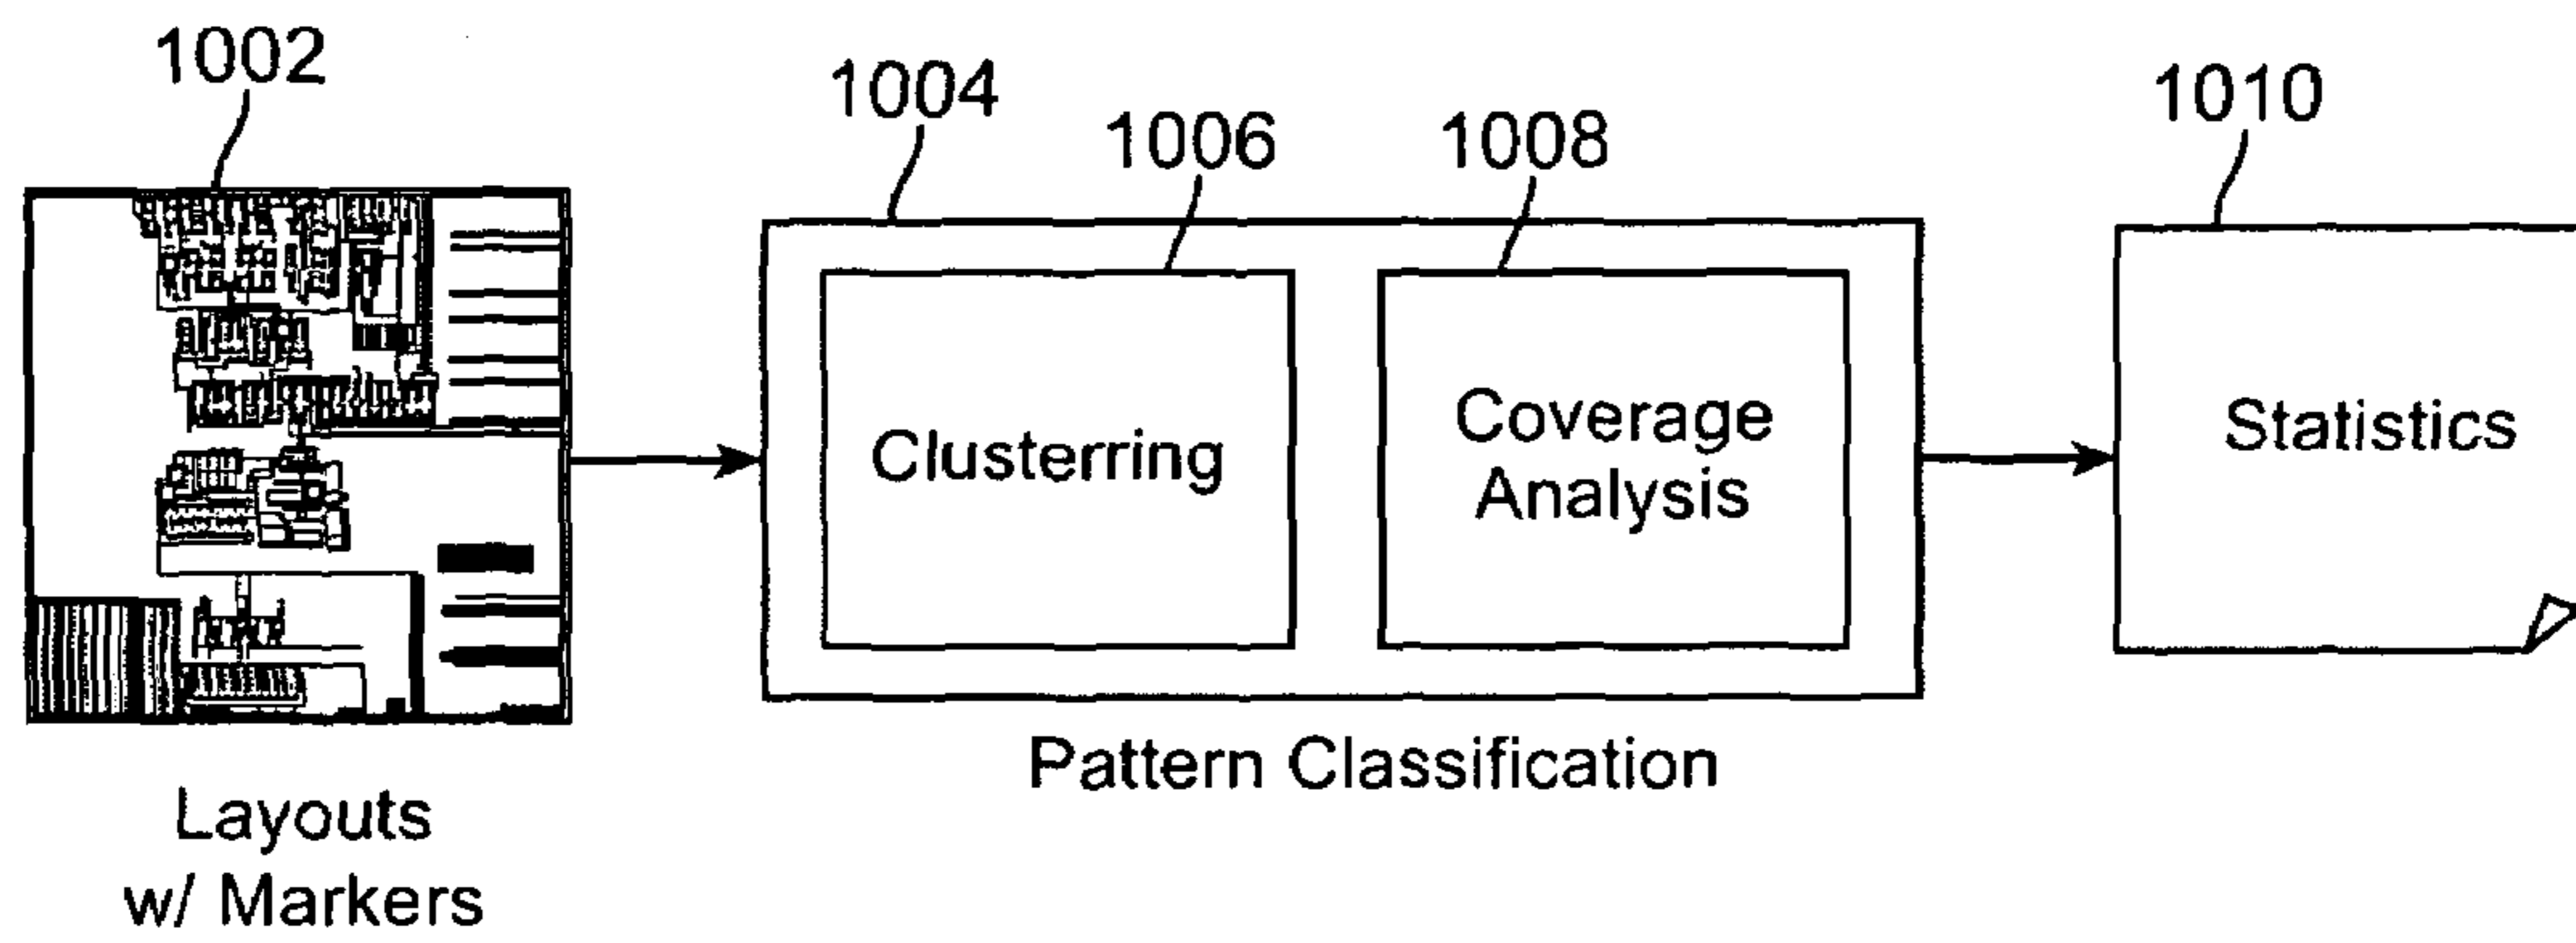 1002
1004
1006
1008
1010
Clusterring
Coverage
Analysis
Statistics
Pattern Classification
Layouts
w/ Markers